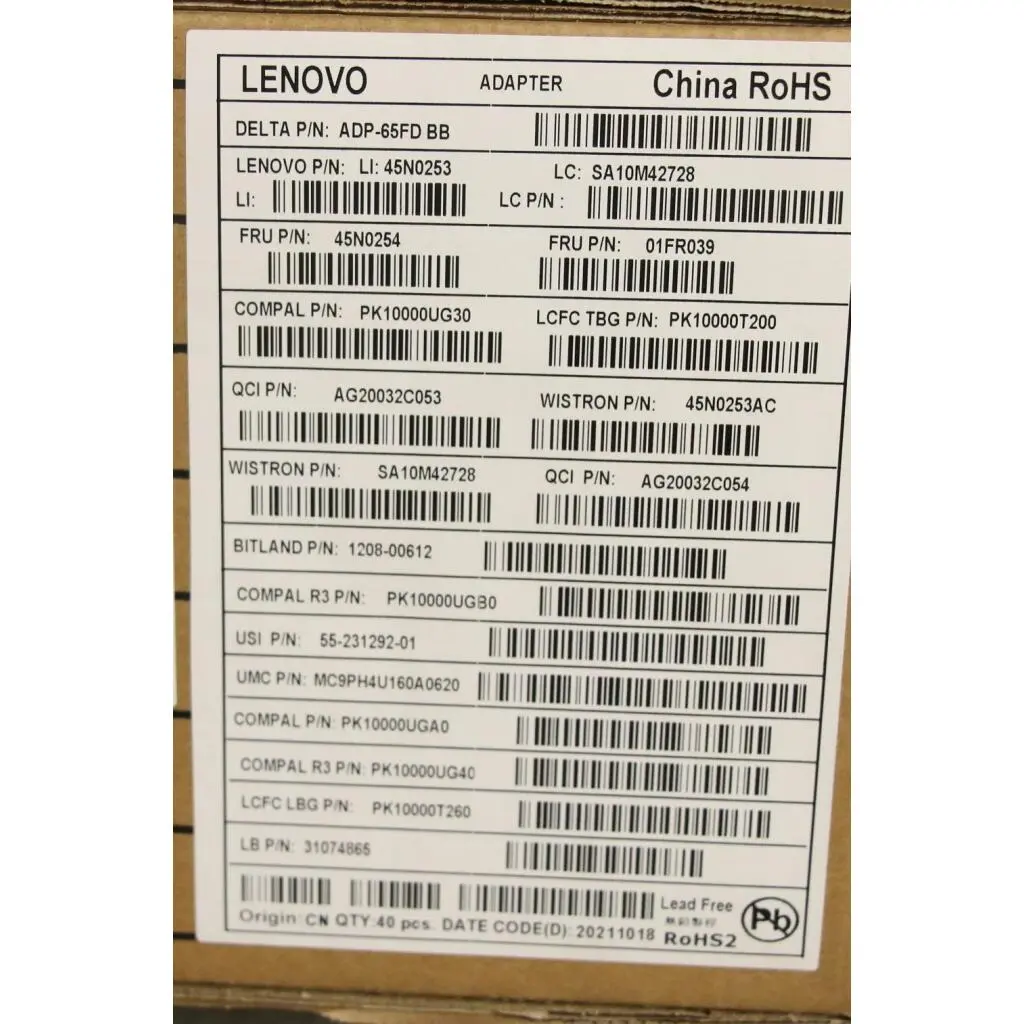 LENOVO ADAPTER China RoHS
DELTA P/N: ADP-65FD BB
LENOVO P/N: LI: 45N0253 LC: SA10M42728
LI: LC P/N :
FRU P/N: 45N0254 FRU P/N: 01FR039
COMPAL P/N: PK10000UG30 LCFC TBG P/N: PK10000T200
QCI P/N: AG20032C053 WISTRON P/N: 45N0253AC
WISTRON P/N: SA10M42728 QCI P/N: AG20032C054
BITLAND P/N: 1208-00612
COMPAL R3 P/N: PK10000UGB0
USI P/N: 55-231292-01
UMC P/N: MC9PH4U160A0620
COMPAL P/N: PK10000UGA0
COMPAL R3 P/N: PK10000UG40
LCFC LBG P/N: PK10000T260
LB P/N: 31074865
Lead Free
Origin: CN QTY:40 pcs. DATE CODE(D): 20211018 RoHS2
Pb